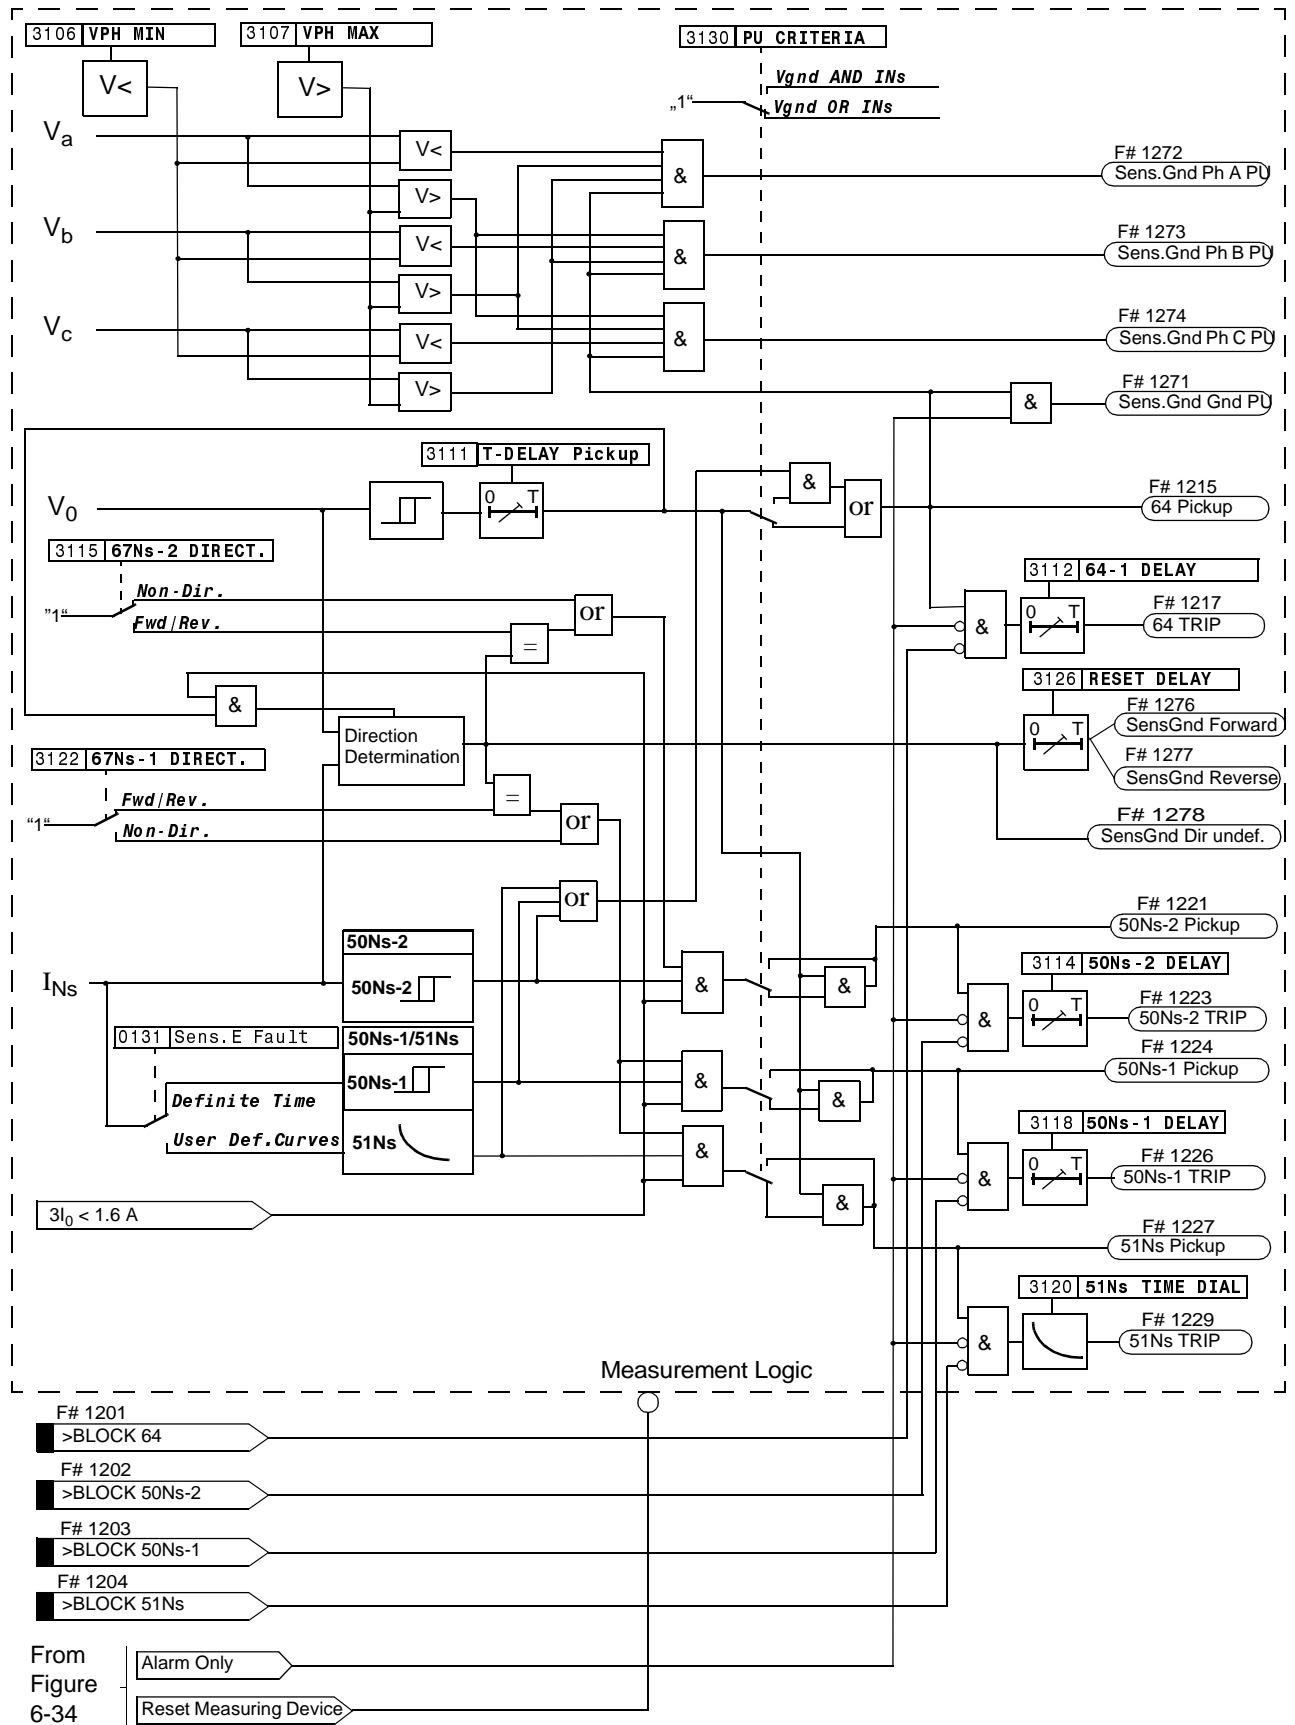 3106 VPH MIN
3107 VPH MAX
3130 PU CRITERIA
V<
V>
Vgnd AND INs
„1“
Vgnd OR INs
Va
V<
&
F# 1272
Sens.Gnd Ph A PU
V>
Vb
V<
&
F# 1273
Sens.Gnd Ph B PU
V>
Vc
V<
&
F# 1274
Sens.Gnd Ph C PU
V>
&
F# 1271
Sens.Gnd Gnd PU
3111 T-DELAY Pickup
V0
0 T
&
or
F# 1215
64 Pickup
3115 67Ns-2 DIRECT.
Non-Dir.
”1“
Fwd/Rev.
or
=
3112 64-1 DELAY
&
0 T
F# 1217
64 TRIP
&
Direction
Determination
3126 RESET DELAY
0 T
F# 1276
SensGnd Forward
F# 1277
SensGnd Reverse
3122 67Ns-1 DIRECT.
Fwd/Rev.
“1“
Non-Dir.
=
or
F# 1278
SensGnd Dir undef.
or
F# 1221
50Ns-2 Pickup
50Ns-2
INs
50Ns-2
&
&
3114 50Ns-2 DELAY
&
0 T
F# 1223
50Ns-2 TRIP
0131 Sens.E Fault
50Ns-1/51Ns
50Ns-1
Definite Time
&
&
F# 1224
50Ns-1 Pickup
3118 50Ns-1 DELAY
User Def.Curves
51Ns
&
&
&
0 T
F# 1226
50Ns-1 TRIP
3I0 < 1.6 A
F# 1227
51Ns Pickup
3120 51Ns TIME DIAL
&
F# 1229
51Ns TRIP
Measurement Logic
F# 1201
>BLOCK 64
F# 1202
>BLOCK 50Ns-2
F# 1203
>BLOCK 50Ns-1
F# 1204
>BLOCK 51Ns
From
Figure
6-34
Alarm Only
Reset Measuring Device